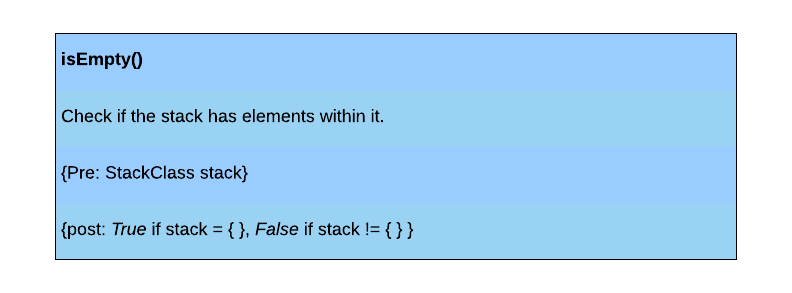 isEmpty()
Check if the stack has elements within it.
{Pre: StackClass stack}
{post: True if stack = { }, False if stack != { } }